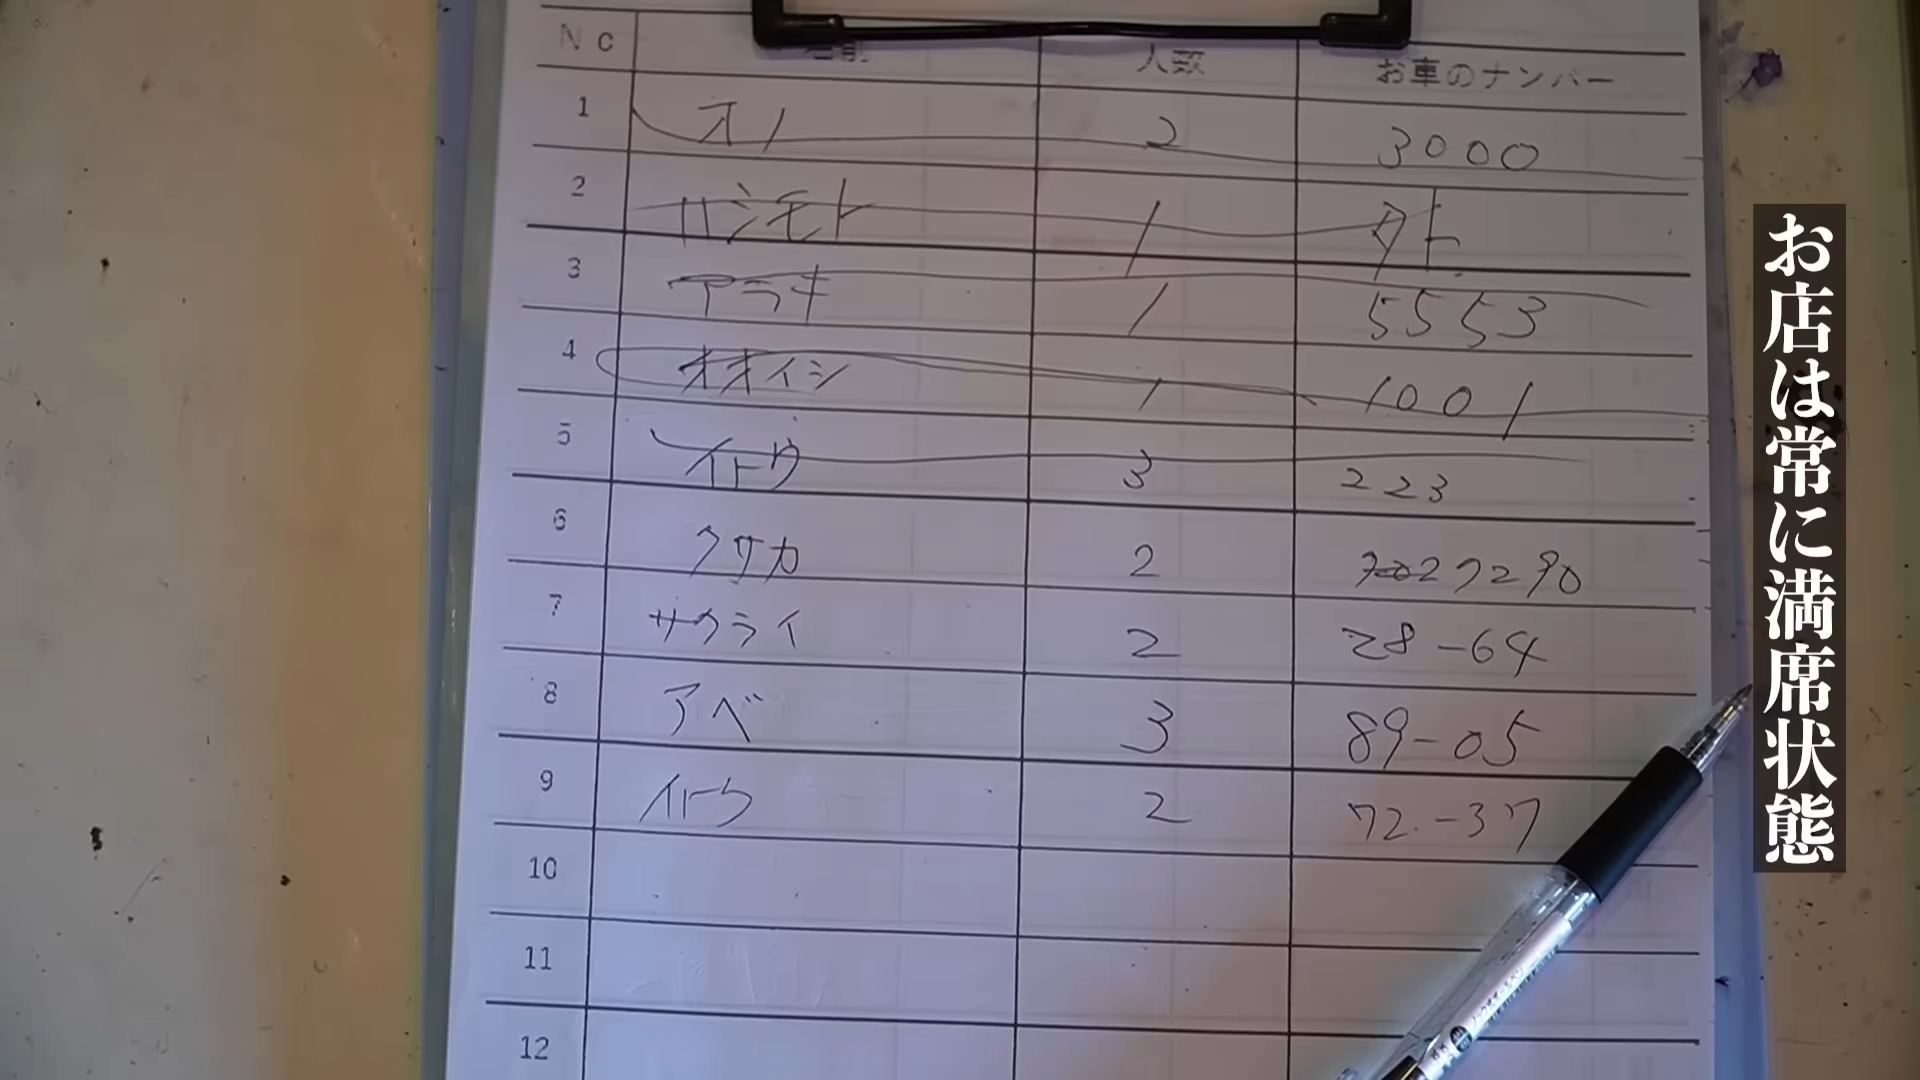 No 名前 人数 お車のナンバー
1 オノ 2 3000
2 ハシモト 1 外
3 アラキ 1 5553
4 オオイシ 1 1001
5 イトウ 3 223
6 クサカ 2 7290
7 サクライ 2 28-64
8 アベ 3 89-05
9 イトウ 2 72-37
10
11
12
お店は常に満席状態